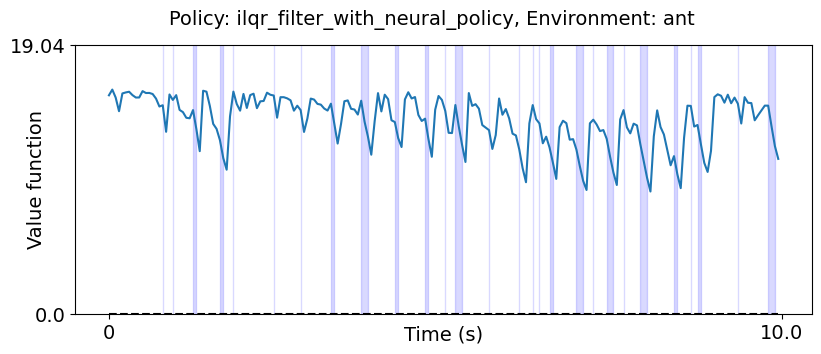 Policy: ilqr_filter_with_neural_policy, Environment: ant
19.04
Value function
0.0
0
Time (s)
10.0